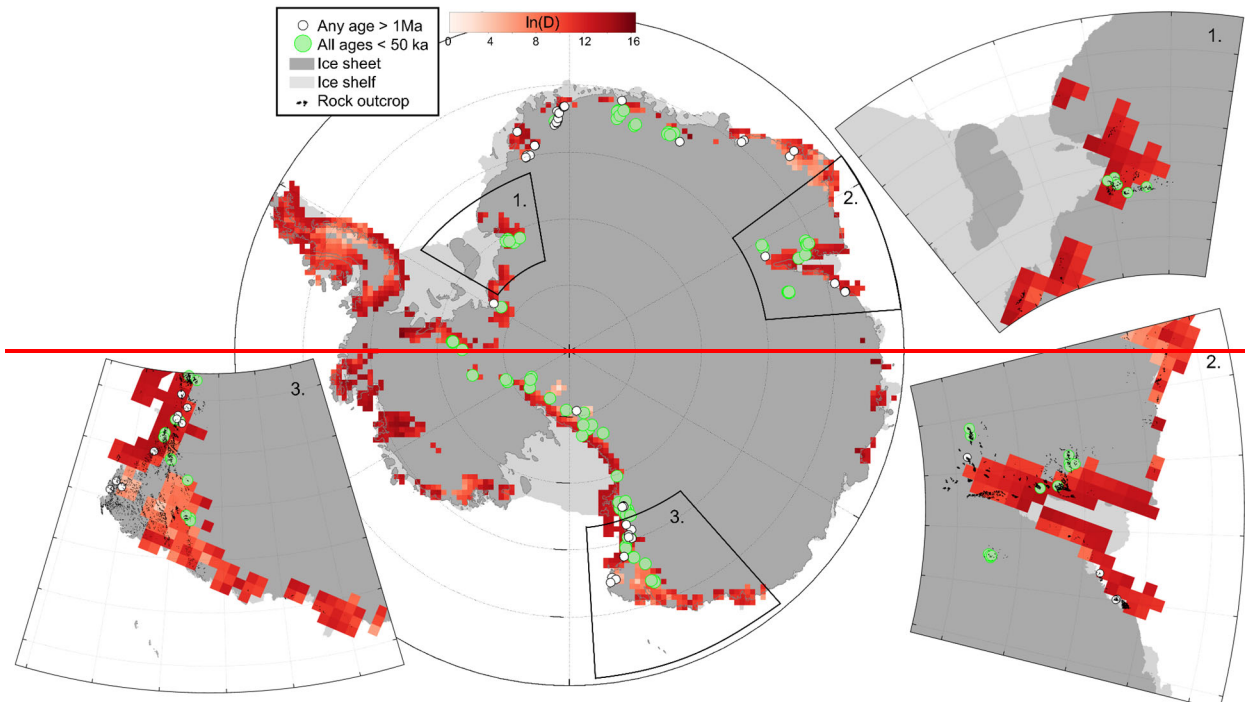 Any age > 1Ma
All ages < 50 ka
Ice sheet
Ice shelf
Rock outcrop
ln(D)
0 4 8 12 16
1.
2.
3.
1.
2.
3.